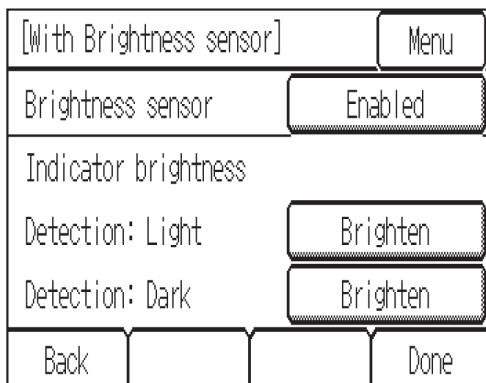 [With Brightness sensor] Menu
Brightness sensor Enabled
Indicator brightness
Detection: Light Brighten
Detection: Dark Brighten
Back Done